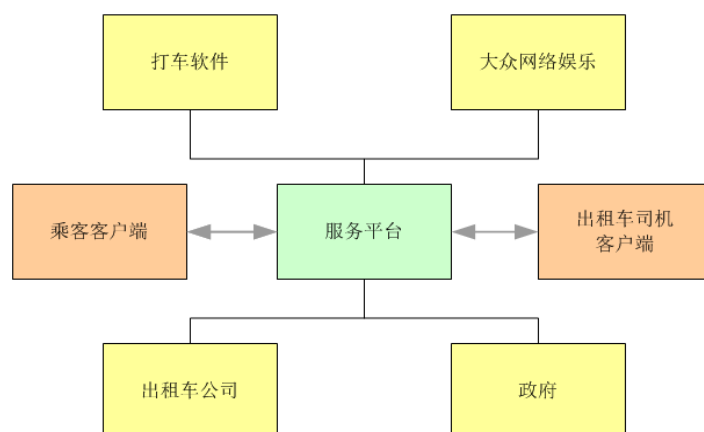 打车软件
大众网络娱乐
乘客客户端
服务平台
出租车司机
客户端
出租车公司
政府